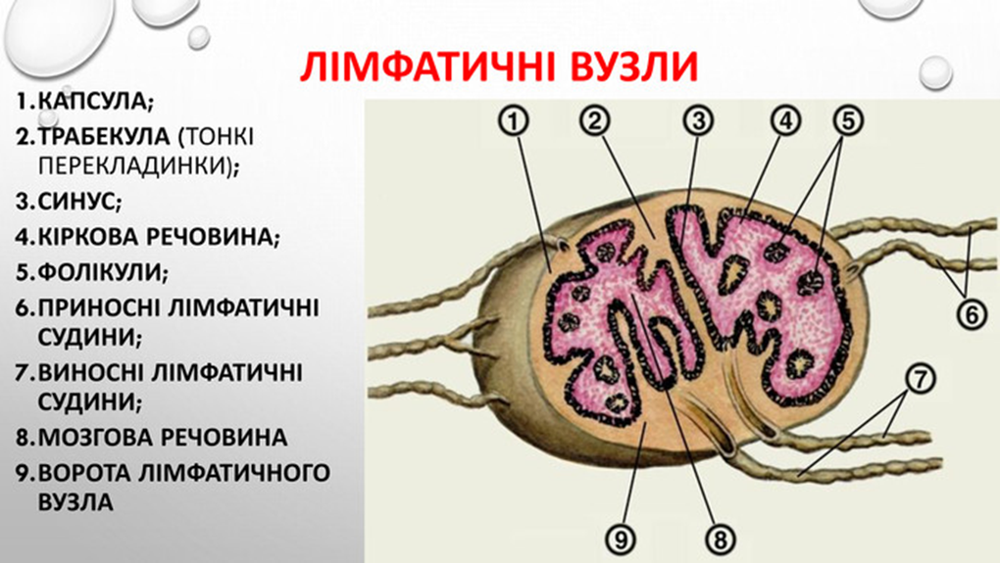 ЛІМФАТИЧНІ ВУЗЛИ
1. КАПСУЛА;
2. ТРАБЕКУЛА (ТОНКІ
ПЕРЕКЛАДИНКИ);
3. СИНУС;
4. КІРКОВА РЕЧОВИНА;
5. ФОЛІКУЛИ;
6. ПРИНОСНІ ЛІМФАТИЧНІ
СУДИНИ;
7. ВИНОСНІ ЛІМФАТИЧНІ
СУДИНИ;
8. МОЗГОВА РЕЧОВИНА
9. ВОРОТА ЛІМФАТИЧНОГО
ВУЗЛА
1 2 3 4 5
6
7
9 8